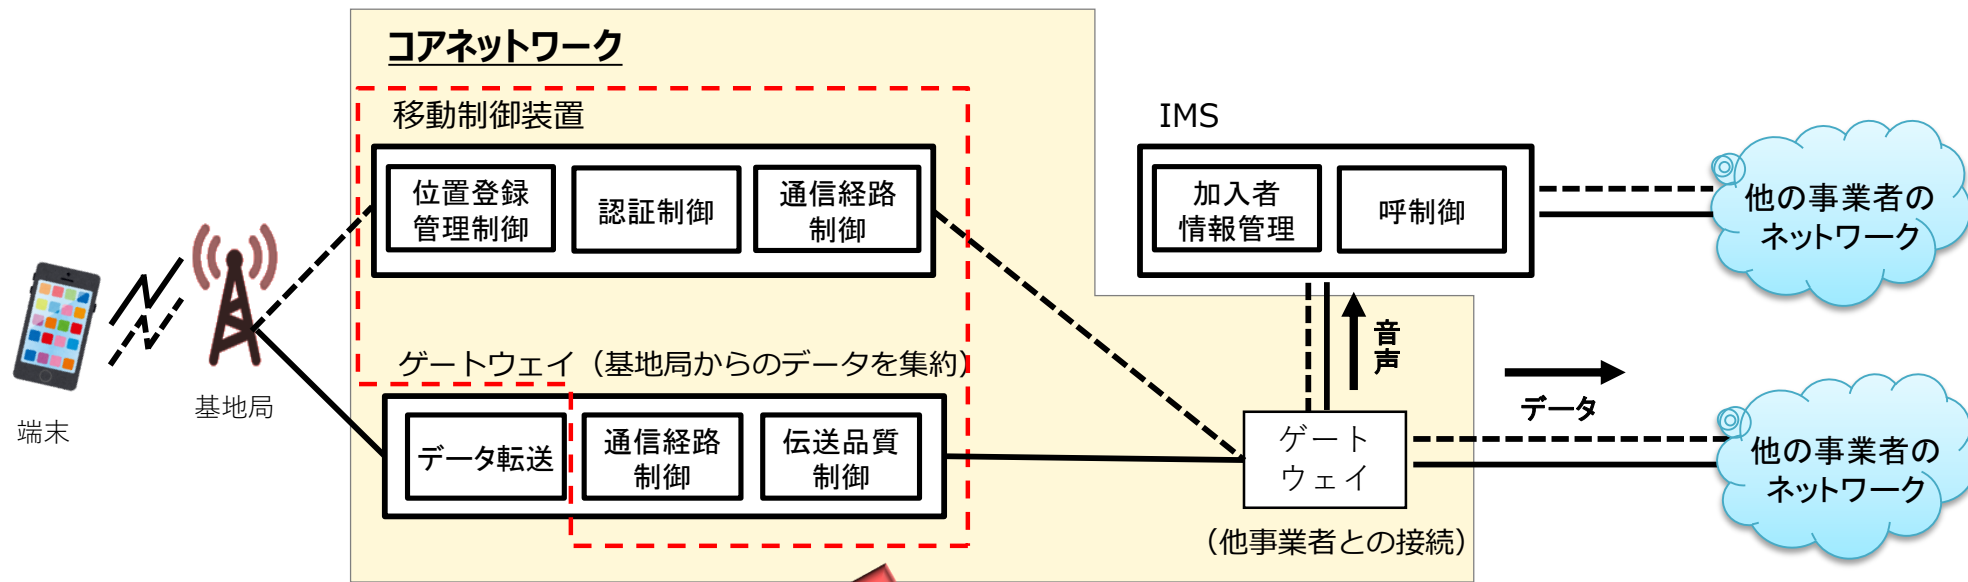 コアネットワーク
移動制御装置
位置登録
管理制御
認証制御
通信経路
制御
IMS
加入者
情報管理
呼制御
他の事業者の
ネットワーク
音
声
データ
端末
基地局
ゲートウェイ（基地局からのデータを集約）
データ転送
通信経路
制御
伝送品質
制御
ゲート
ウェイ
（他事業者との接続）
他の事業者の
ネットワーク